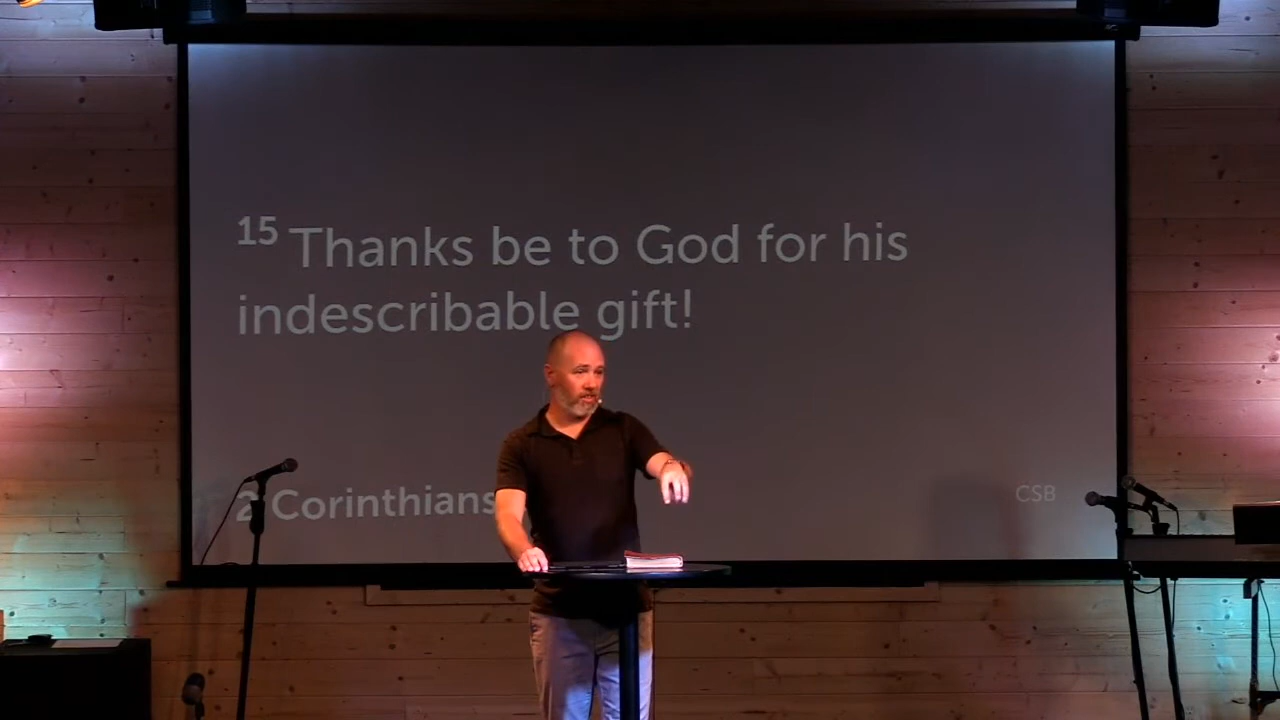 15 Thanks be to God for his
indescribable gift!
2 Corinthians
CSB